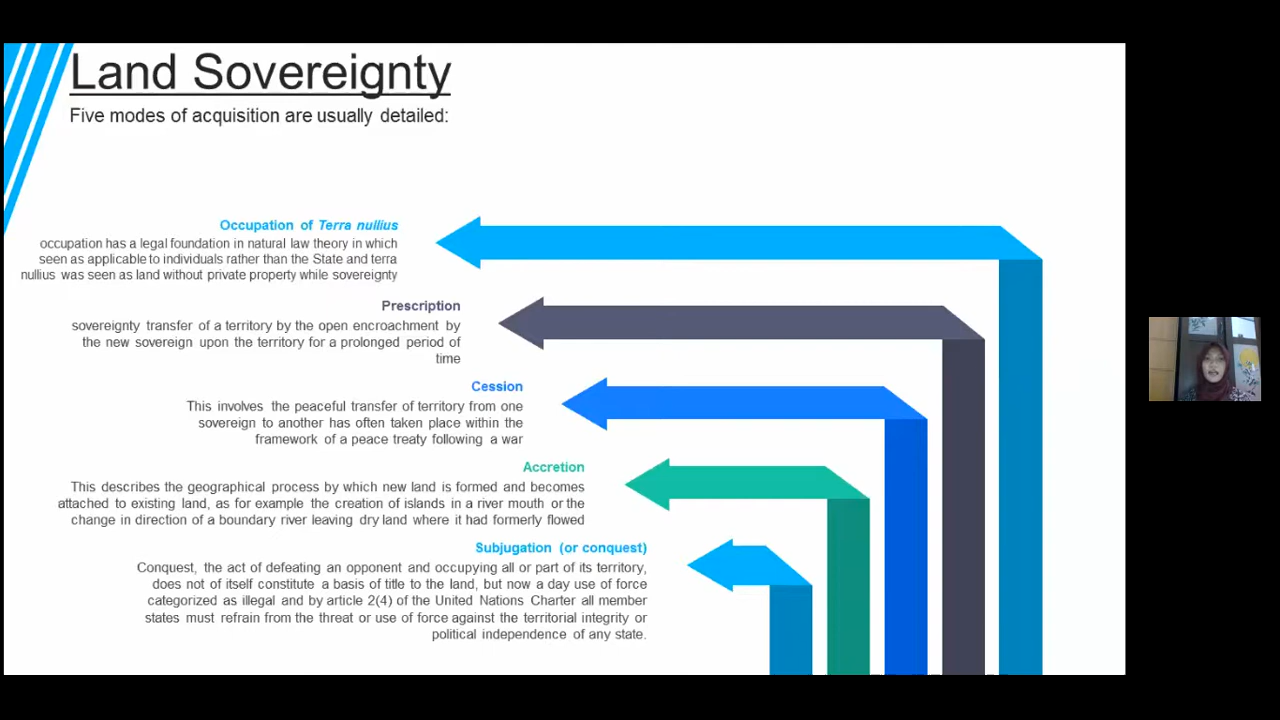 Land Sovereignty
Five modes of acquisition are usually detailed:
Occupation of Terra nullius
occupation has a legal foundation in natural law theory in which
seen as applicable to individuals rather than the State and terra
nullius was seen as land without private property while sovereignty
Prescription
sovereignty transfer of a territory by the open encroachment by
the new sovereign upon the territory for a prolonged period of
time
Cession
This involves the peaceful transfer of territory from one
sovereign to another has often taken place within the
framework of a peace treaty following a war
Accretion
This describes the geographical process by which new land is formed and becomes
attached to existing land, as for example the creation of islands in a river mouth or the
change in direction of a boundary river leaving dry land where it had formerly flowed
Subjugation (or conquest)
Conquest, the act of defeating an opponent and occupying all or part of its territory,
does not of itself constitute a basis of title to the land, but now a day use of force
categorized as illegal and by article 2(4) of the United Nations Charter all member
states must refrain from the threat or use of force against the territorial integrity or
political independence of any state.